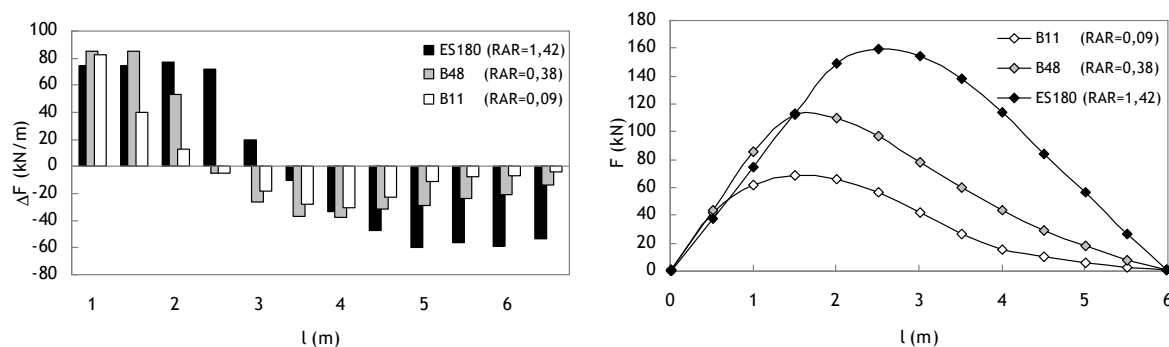 100
80
60
40
20
0
-20
-40
-60
-80
ΔF (kN/m)
ES180 (RAR=1,42)
B48 (RAR=0,38)
B11 (RAR=0,09)
1 2 3 4 5 6
l (m)
180
160
140
120
100
80
60
40
20
0
F (kN)
B11 (RAR=0,09)
B48 (RAR=0,38)
ES180 (RAR=1,42)
0 1 2 3 4 5 6
l (m)